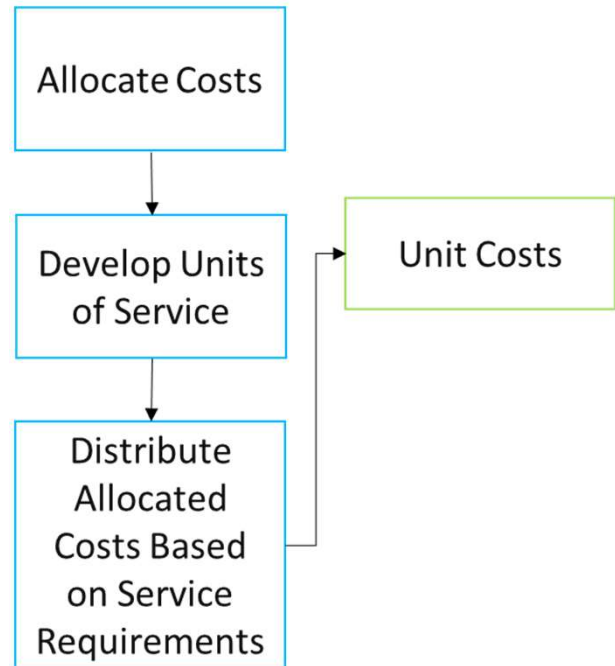 Allocate Costs
Develop Units
of Service
Unit Costs
Distribute
Allocated
Costs Based
on Service
Requirements